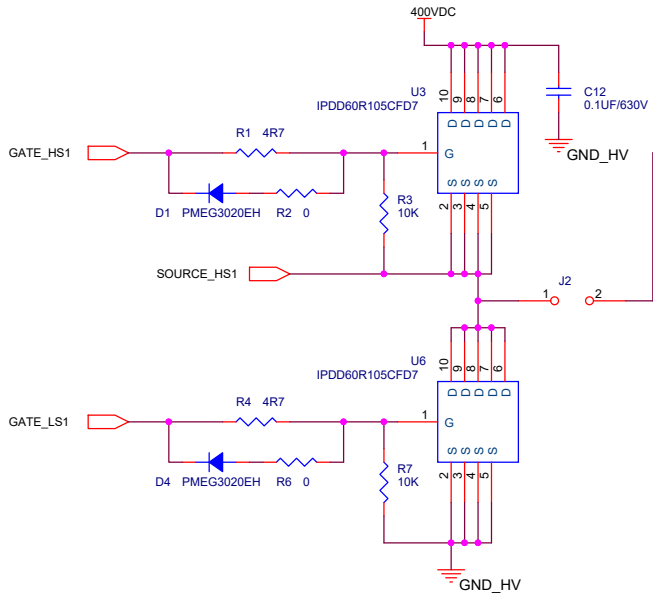 400VDC
U3
IPDD60R105CFD7
10
9
8
7
6
D
D
D
D
D
C12
0.1UF/630V
GND_HV
GATE_HS1
R1 4R7
1
G
D1 PMEG3020EH R2 0
R3
10K
S
S
S
S
2
3
4
5
SOURCE_HS1
J2
1
2
U6
IPDD60R105CFD7
10
9
8
7
6
D
D
D
D
D
GATE_LS1
R4 4R7
1
G
D4 PMEG3020EH R6 0
R7
10K
S
S
S
S
2
3
4
5
GND_HV